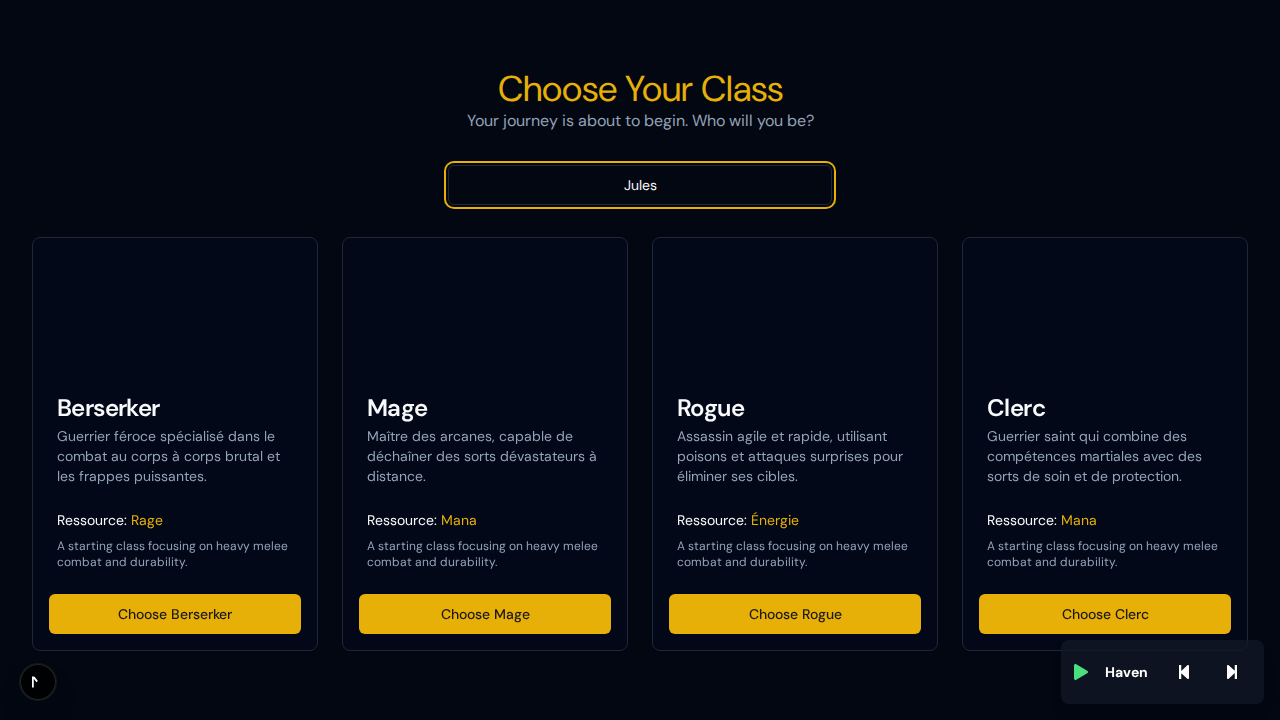 Choose Your Class
Your journey is about to begin. Who will you be?
Jules
Berserker
Guerrier féroce spécialisé dans le
combat au corps à corps brutal et
les frappes puissantes.
Ressource: Rage
A starting class focusing on heavy melee
combat and durability.
Choose Berserker
Mage
Maître des arcanes, capable de
déchaîner des sorts dévastateurs à
distance.
Ressource: Mana
A starting class focusing on heavy melee
combat and durability.
Choose Mage
Rogue
Assassin agile et rapide, utilisant
poisons et attaques surprises pour
éliminer ses cibles.
Ressource: Énergie
A starting class focusing on heavy melee
combat and durability.
Choose Rogue
Clerc
Guerrier saint qui combine des
compétences martiales avec des
sorts de soin et de protection.
Ressource: Mana
A starting class focusing on heavy melee
combat and durability.
Choose Clerc
Haven